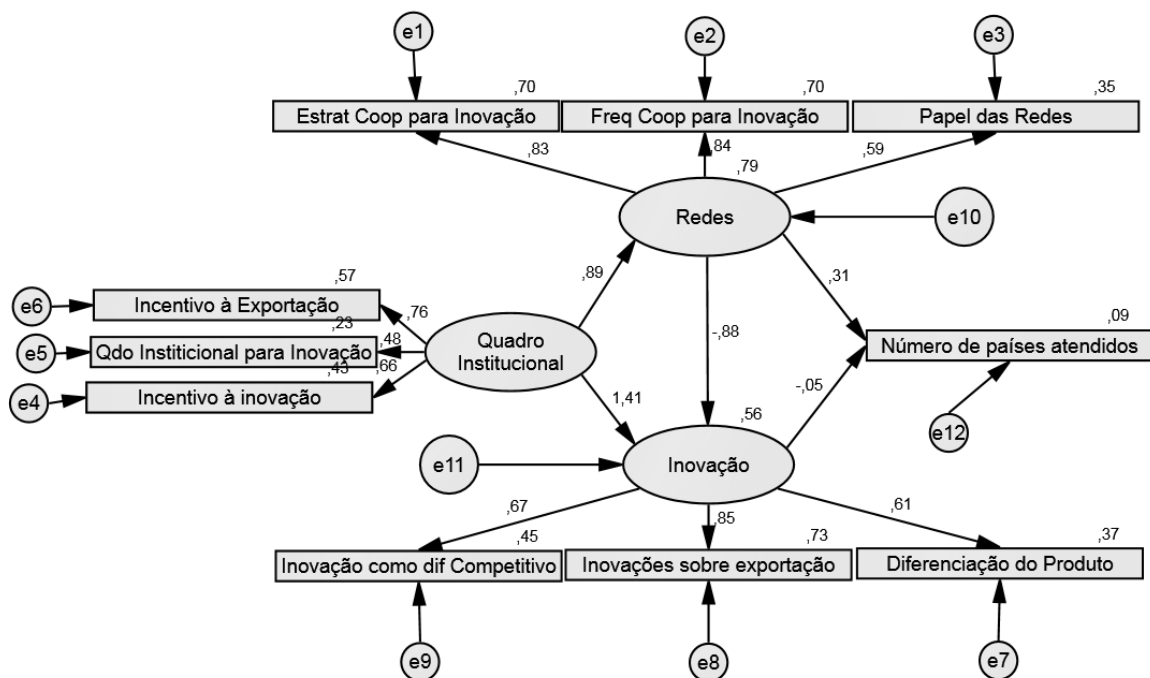 e1
e2
e3
,70
,70
,35
Estrat Coop para Inovação
Freq Coop para Inovação
Papel das Redes
,83
,84
,59
,79
Redes
e10
,57
,89
,31
e6
Incentivo à Exportação
,76
,09
,23
,48
e5
Qdo Institicional para Inovação
Quadro
Institucional
-,88
Número de países atendidos
,43
,66
e4
Incentivo à inovação
-,05
1,41
,56
e12
e11
Inovação
,67
,85
,61
,45
,73
,37
Inovação como dif Competitivo
Inovações sobre exportação
Diferenciação do Produto
e9
e8
e7